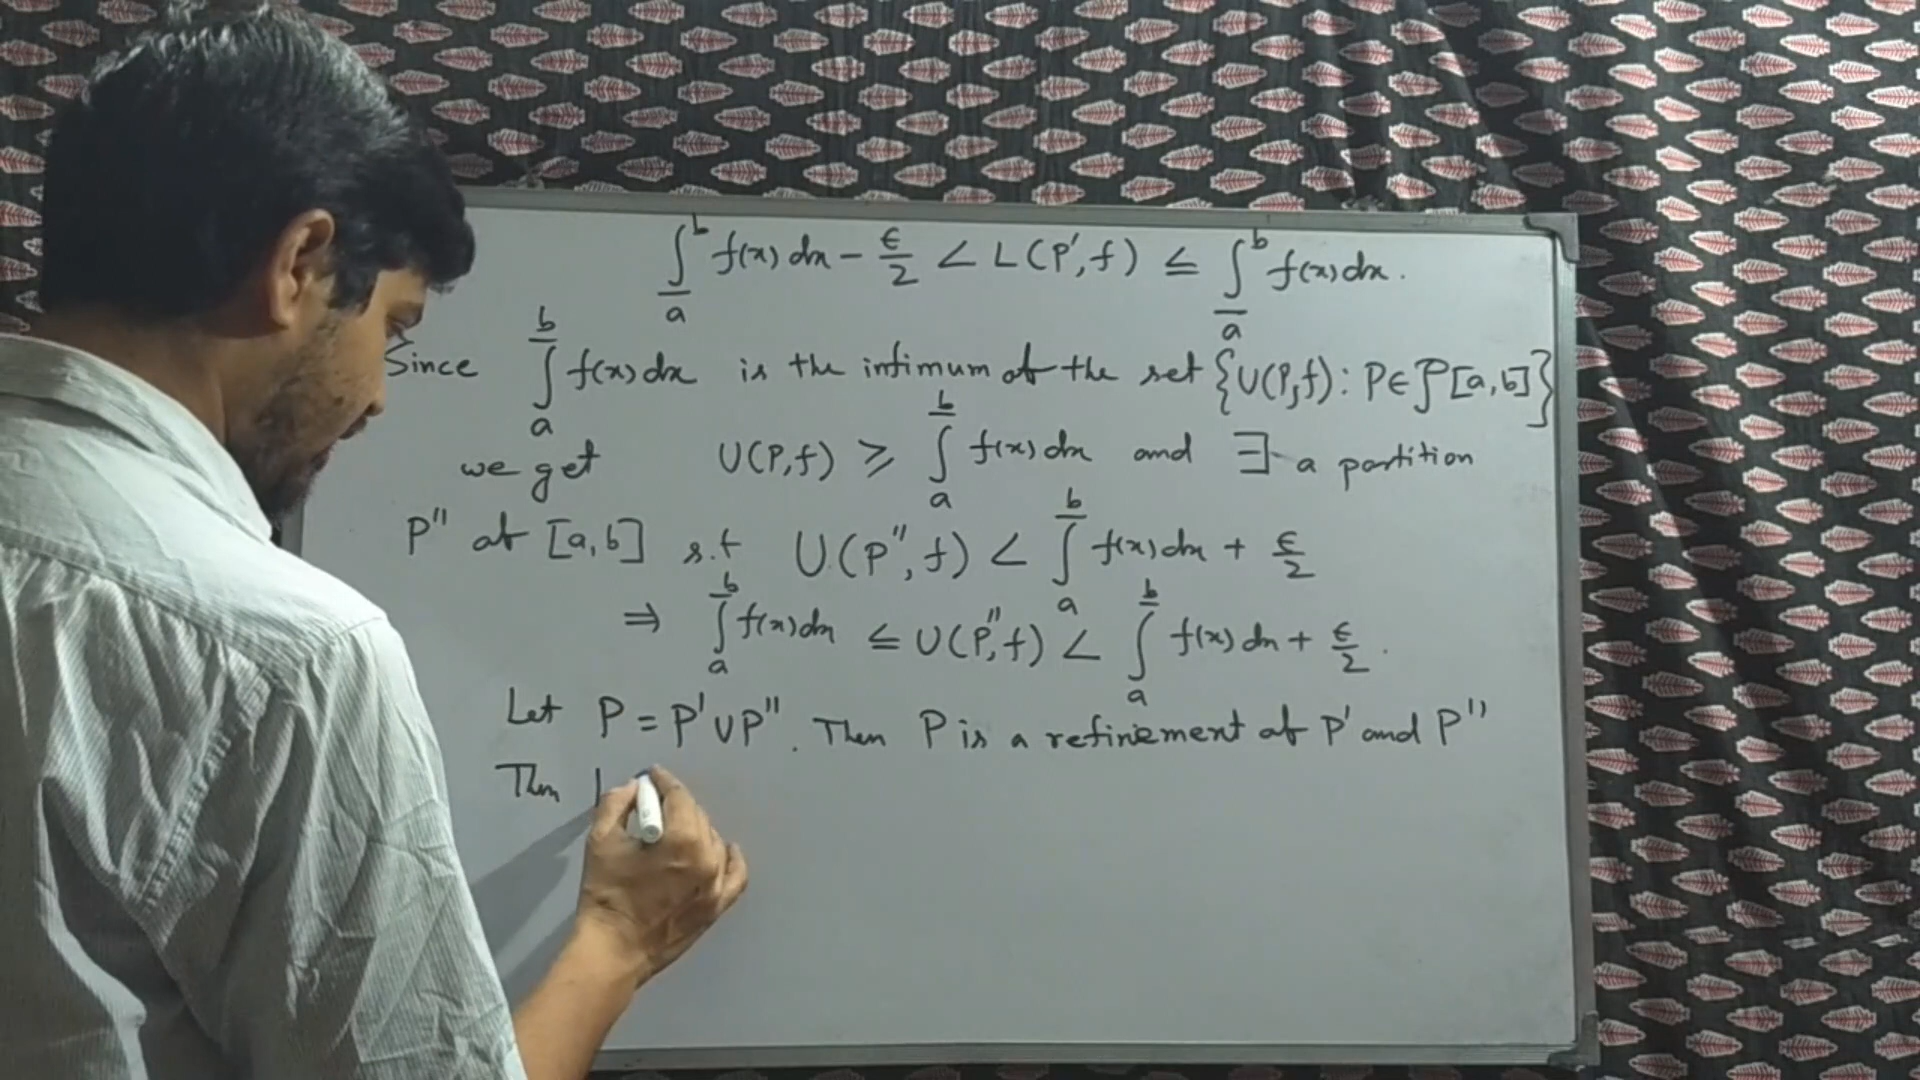 ∫_a^b f(x) dx − ϵ/2 < L(P′, f) ≤ ∫_a^b f(x) dx.
Since ∫_a^b f(x) dx is the infimum of the set {U(P,f) : P ∈ 𝒫[a,b]}
we get U(P,f) ⩾ ∫_a^b f(x) dx and ∃ a partition
P″ of [a,b] s.t U(P″, f) < ∫_a^b f(x) dx + ϵ/2
⇒ ∫_a^b f(x) dx ≤ U(P″, f) < ∫_a^b f(x) dx + ϵ/2.
Let P = P′ ∪ P″. Then P is a refinement of P′ and P″
Then